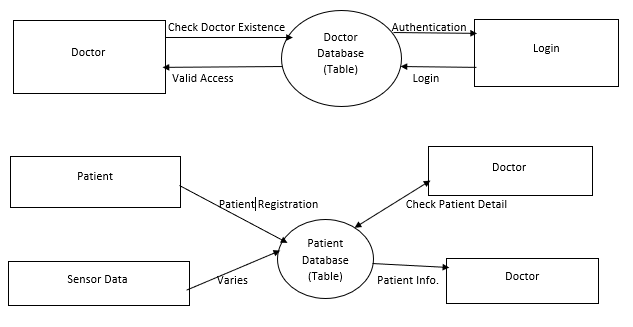 Check Doctor Existence
Doctor
Valid Access
Doctor
Database
(Table)
Authentication
Login
Login
Patient
Patient Registration
Doctor
Check Patient Detail
Patient
Database
(Table)
Sensor Data
Varies
Patient Info.
Doctor